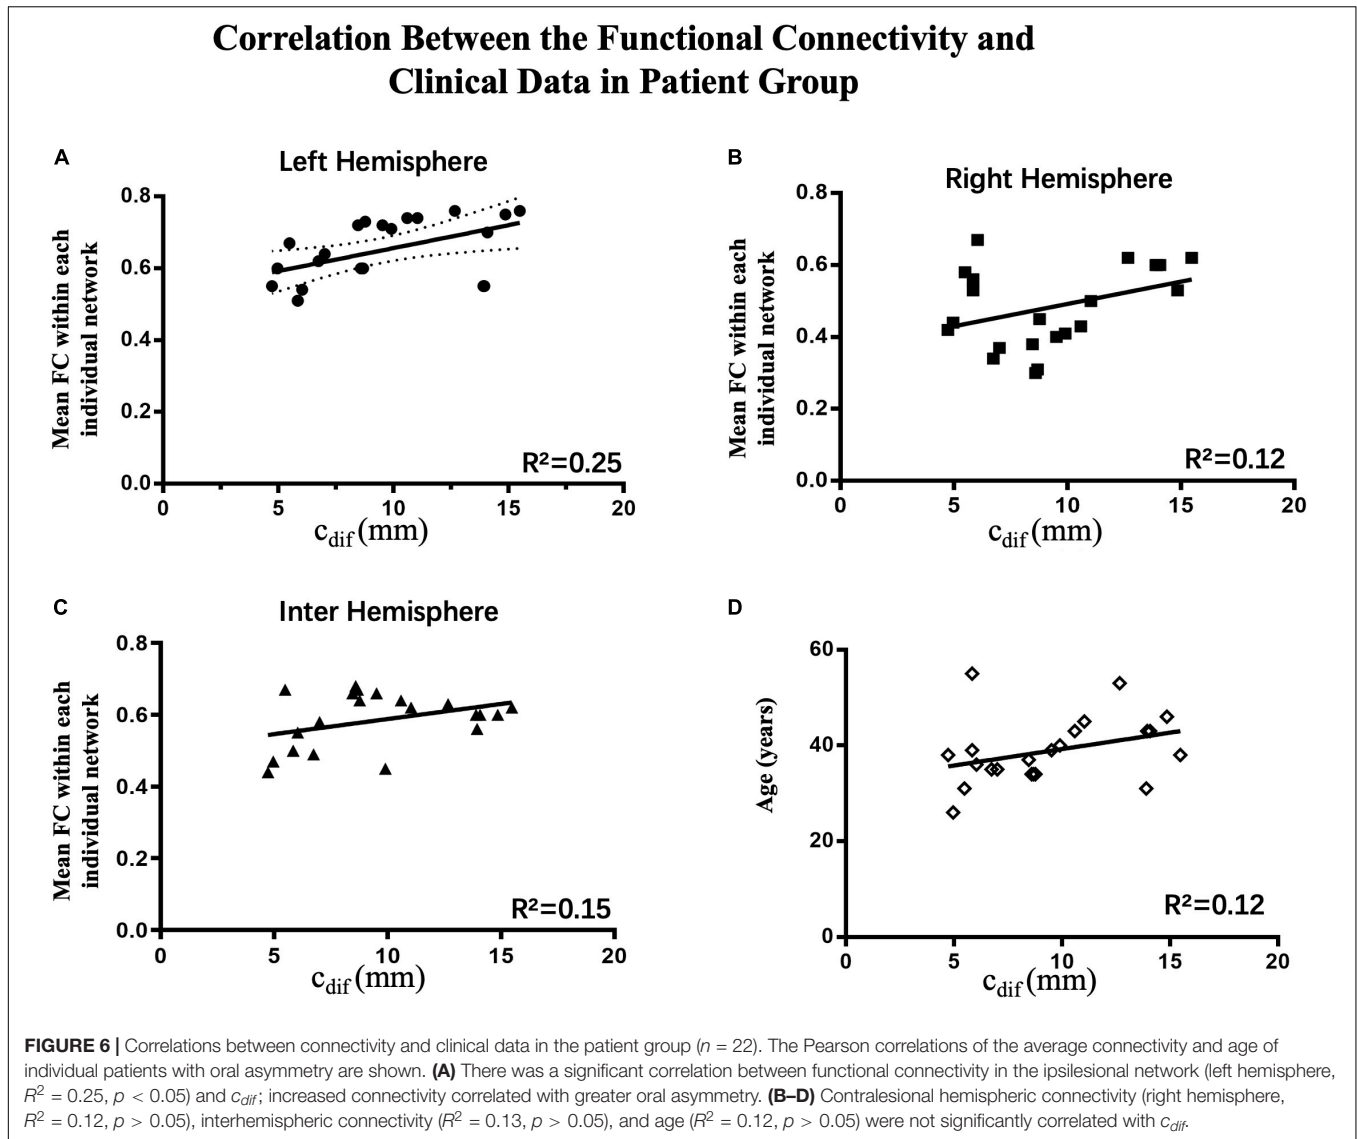 Correlation Between the Functional Connectivity and
Clinical Data in Patient Group
A
Left Hemisphere
Mean FC within each
individual network
0.8
0.6
0.4
0.2
0.0
0 5 10 15 20
R²=0.25
c_dif (mm)
B
Right Hemisphere
Mean FC within each
individual network
0.8
0.6
0.4
0.2
0.0
0 5 10 15 20
R²=0.12
c_dif (mm)
C
Inter Hemisphere
Mean FC within each
individual network
0.8
0.6
0.4
0.2
0.0
0 5 10 15 20
R²=0.15
c_dif (mm)
D
Age (years)
60
40
20
0
0 5 10 15 20
R²=0.12
c_dif (mm)
FIGURE 6 | Correlations between connectivity and clinical data in the patient group (n = 22). The Pearson correlations of the average connectivity and age of
individual patients with oral asymmetry are shown. (A) There was a significant correlation between functional connectivity in the ipsilesional network (left hemisphere,
R² = 0.25, p < 0.05) and c_dif; increased connectivity correlated with greater oral asymmetry. (B–D) Contralesional hemispheric connectivity (right hemisphere,
R² = 0.12, p > 0.05), interhemispheric connectivity (R² = 0.13, p > 0.05), and age (R² = 0.12, p > 0.05) were not significantly correlated with c_dif.